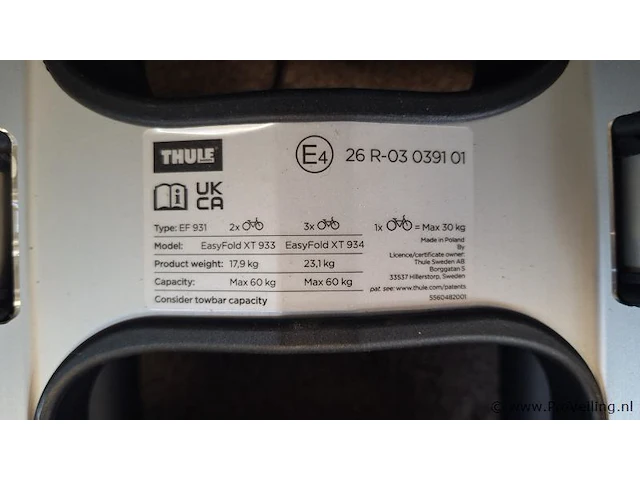 THULE
E4 26 R-03 0391 01
UK
CA
Type: EF 931 2x 3x 1x = Max 30 kg
Model: EasyFold XT 933 EasyFold XT 934
Product weight: 17,9 kg 23,1 kg
Capacity: Max 60 kg Max 60 kg
Consider towbar capacity
Made in Poland
By
Licence/certificate owner:
Thule Sweden AB
Borggatan 5
33537 Hillerstorp, Sweden
pat. see: www.thule.com/patents
5560482001